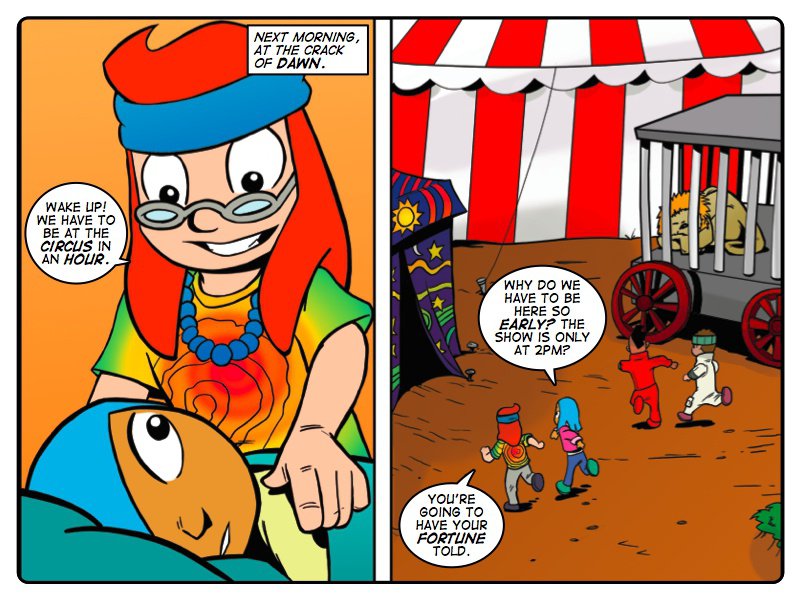 NEXT MORNING,
AT THE CRACK
OF DAWN.
WAKE UP!
WE HAVE TO
BE AT THE
CIRCUS IN
AN HOUR.
WHY DO WE
HAVE TO BE
HERE SO
EARLY? THE
SHOW IS ONLY
AT 2PM?
YOU'RE
GOING TO
HAVE YOUR
FORTUNE
TOLD.